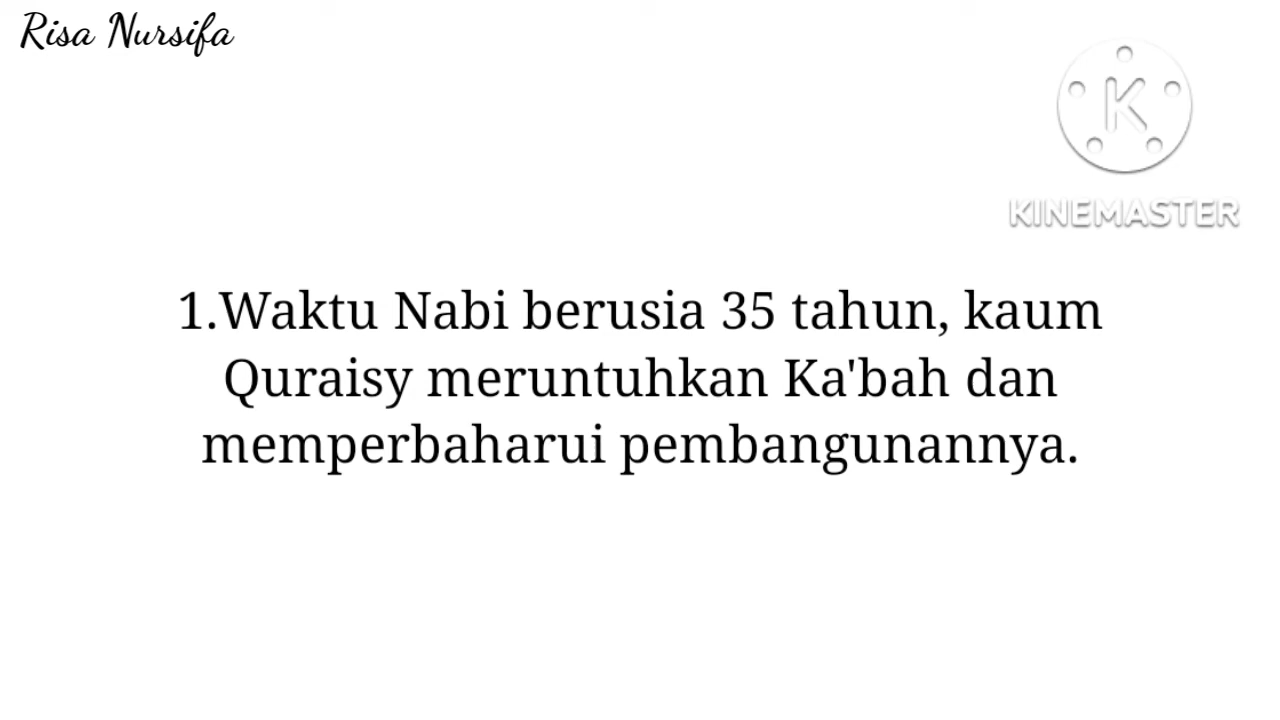 Risa Nursifa
K
KINEMASTER
1.Waktu Nabi berusia 35 tahun, kaum
Quraisy meruntuhkan Ka'bah dan
memperbaharui pembangunannya.